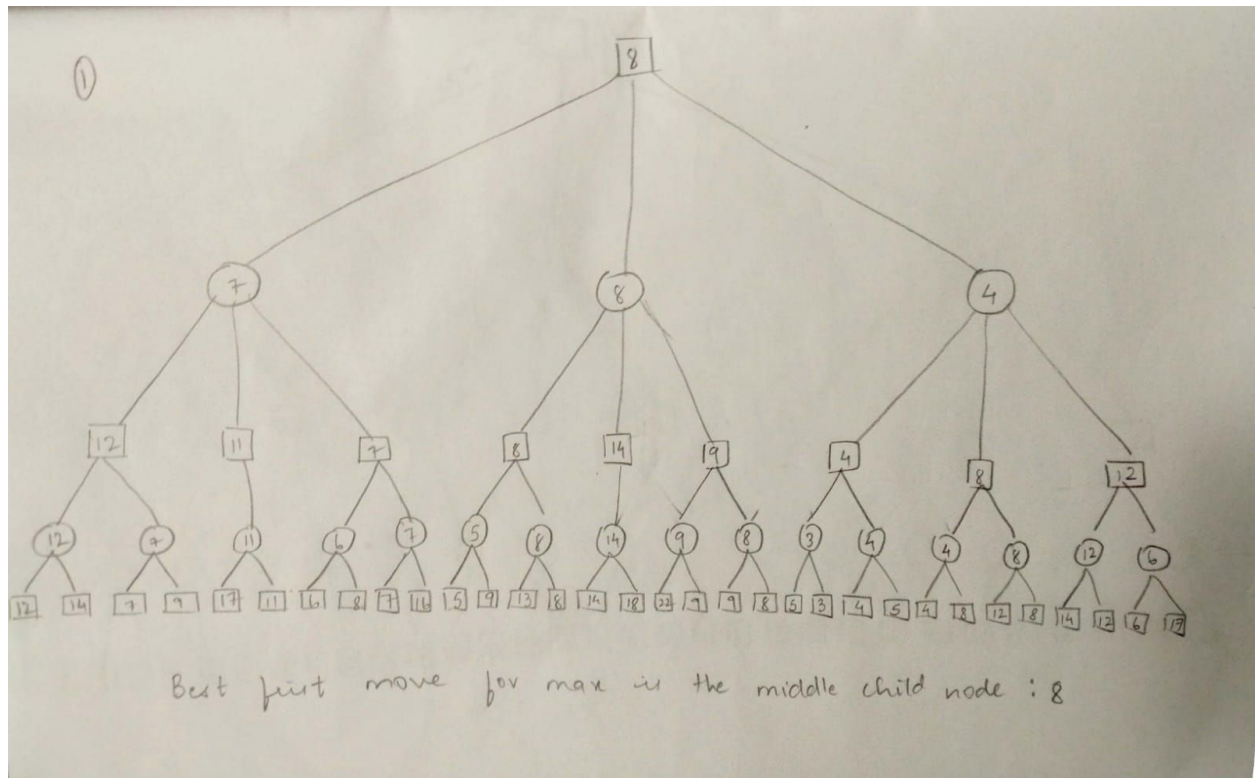 1
8
7 8 4
12 11 7 8 14 9 4 8 12
12 7 11 6 7 5 8 14 9 8 3 4 4 8 12 6
12 14 7 9 17 11 6 8 7 16 5 9 13 8 14 18 22 9 9 8 5 3 4 5 4 8 12 8 14 12 6
Best first move for max is the middle child node : 8